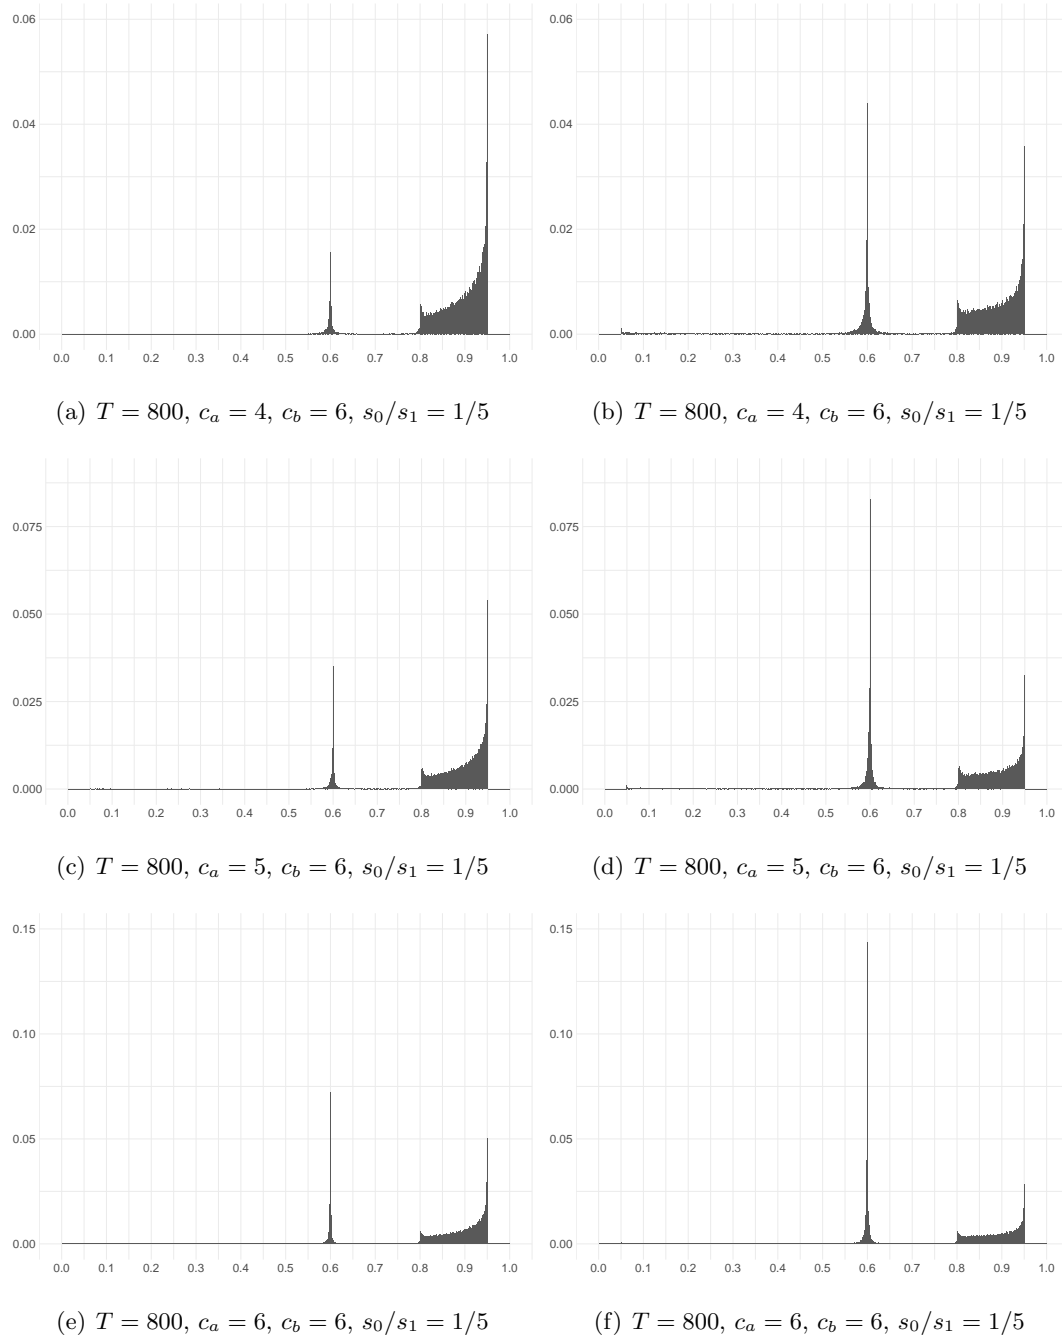 0.06
0.04
0.02
0.00
0.0 0.1 0.2 0.3 0.4 0.5 0.6 0.7 0.8 0.9 1.0
(a) T = 800, c_a = 4, c_b = 6, s_0/s_1 = 1/5
0.06
0.04
0.02
0.00
0.0 0.1 0.2 0.3 0.4 0.5 0.6 0.7 0.8 0.9 1.0
(b) T = 800, c_a = 4, c_b = 6, s_0/s_1 = 1/5
0.075
0.050
0.025
0.000
0.0 0.1 0.2 0.3 0.4 0.5 0.6 0.7 0.8 0.9 1.0
(c) T = 800, c_a = 5, c_b = 6, s_0/s_1 = 1/5
0.075
0.050
0.025
0.000
0.0 0.1 0.2 0.3 0.4 0.5 0.6 0.7 0.8 0.9 1.0
(d) T = 800, c_a = 5, c_b = 6, s_0/s_1 = 1/5
0.15
0.10
0.05
0.00
0.0 0.1 0.2 0.3 0.4 0.5 0.6 0.7 0.8 0.9 1.0
(e) T = 800, c_a = 6, c_b = 6, s_0/s_1 = 1/5
0.15
0.10
0.05
0.00
0.0 0.1 0.2 0.3 0.4 0.5 0.6 0.7 0.8 0.9 1.0
(f) T = 800, c_a = 6, c_b = 6, s_0/s_1 = 1/5